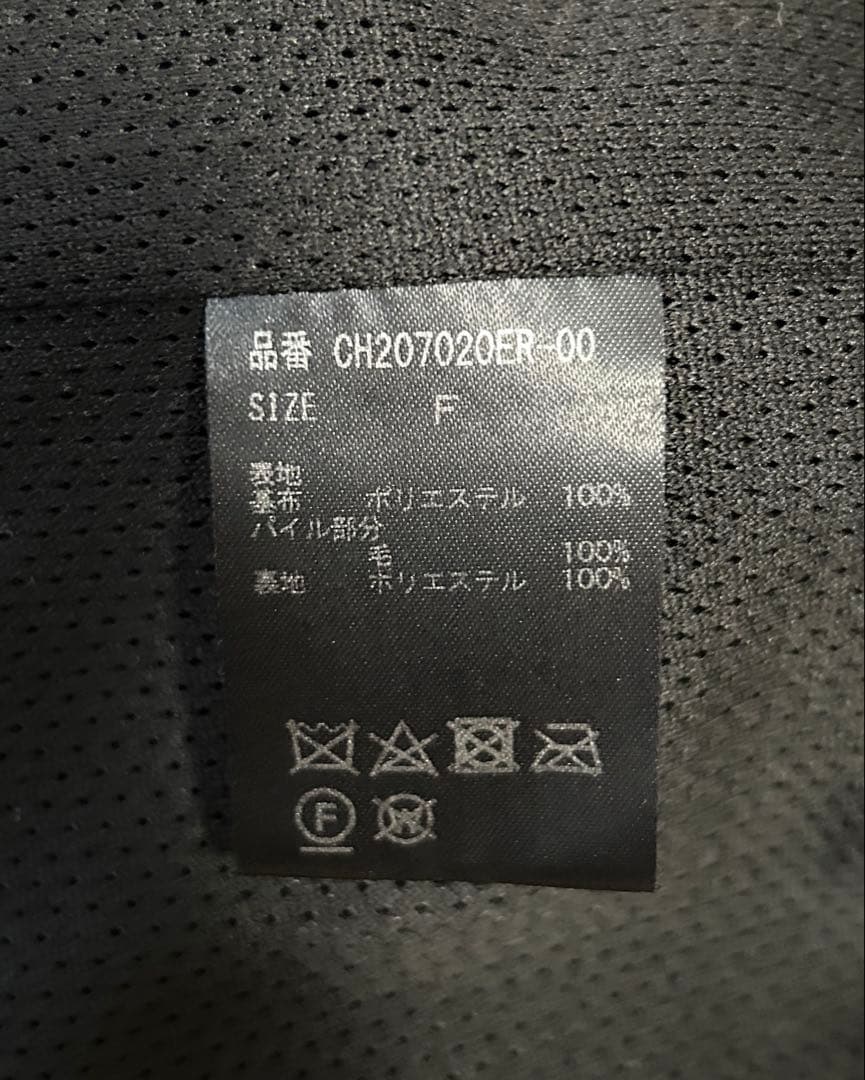 品番 CH207020ER-00
SIZE F
表地
基布 ポリエステル 100%
パイル部分
毛 100%
裏地 ポリエステル 100%
F
W